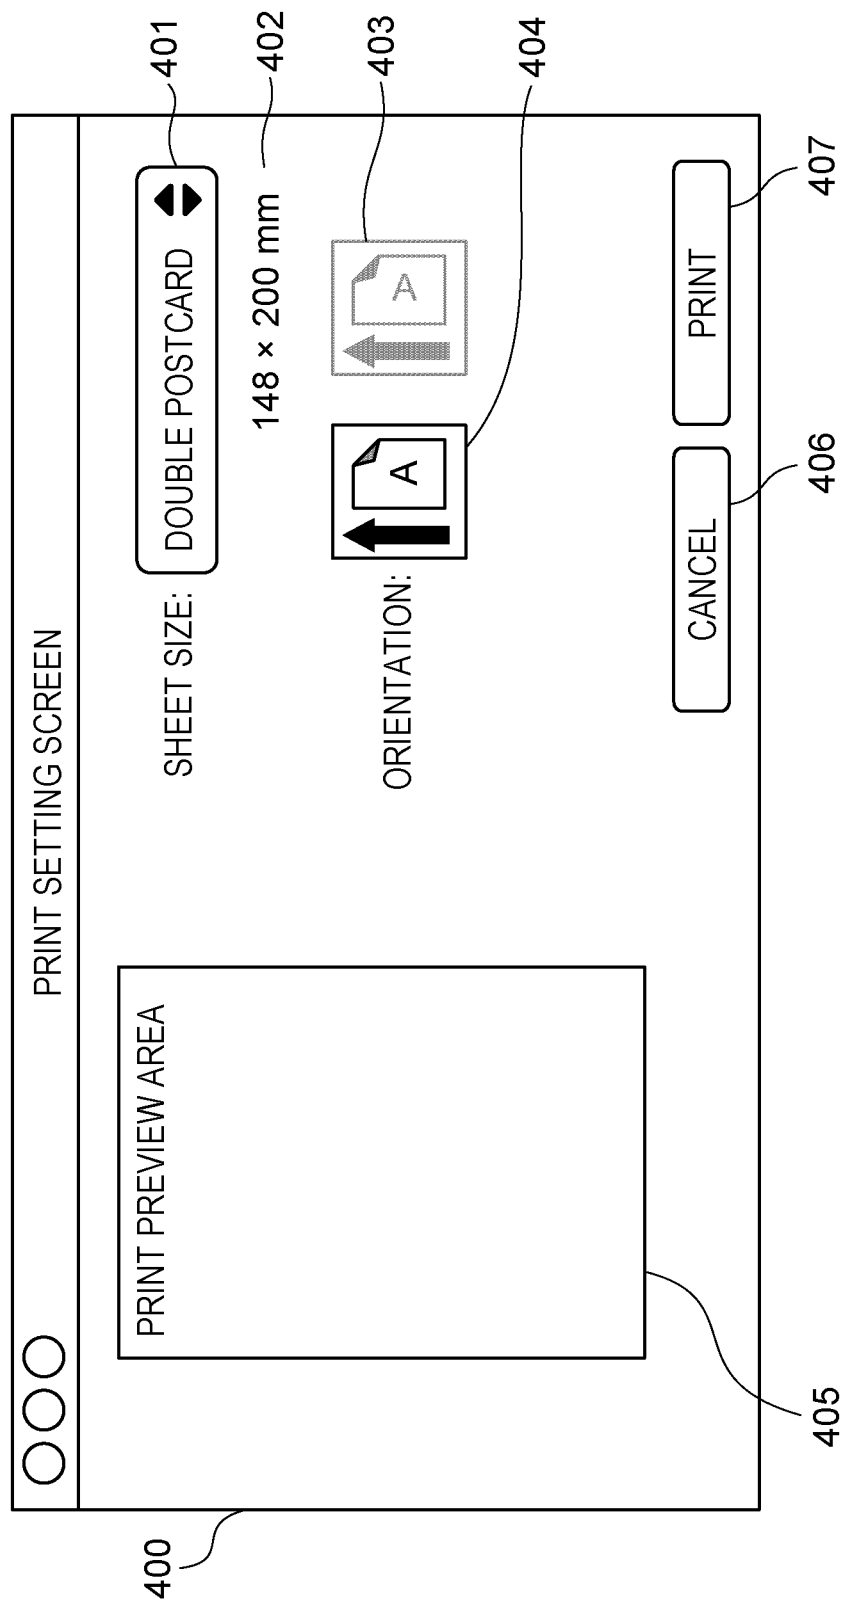 400
PRINT SETTING SCREEN
PRINT PREVIEW AREA
405
SHEET SIZE:
DOUBLE POSTCARD
401
148 × 200 mm
402
ORIENTATION:
A
A
403
404
CANCEL
PRINT
406
407